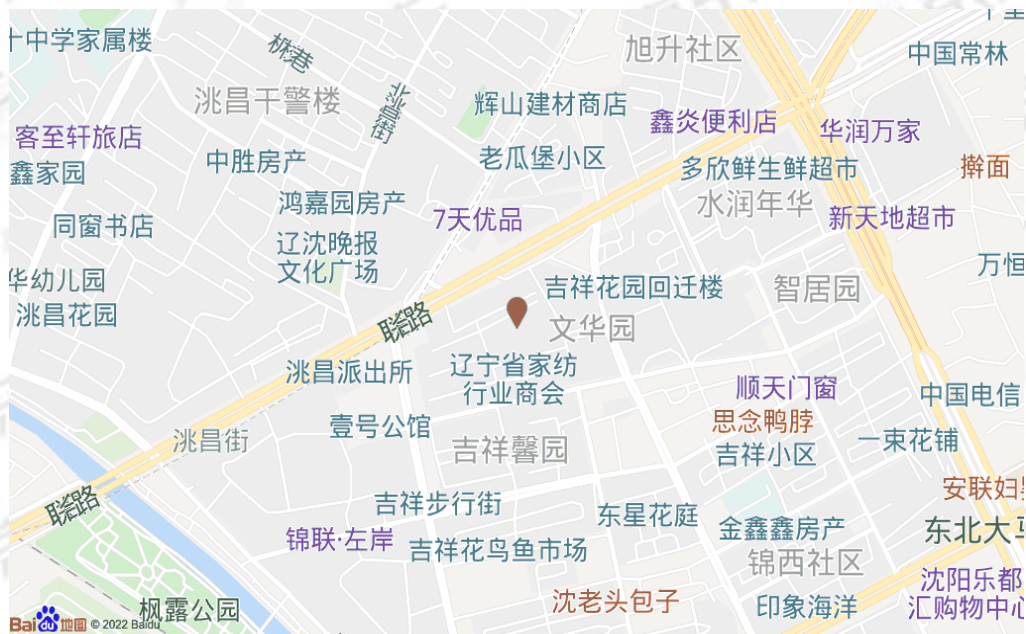 十中学家属楼
旭升社区
中国常林
洮昌干警楼
北洮昌街
辉山建材商店
鑫炎便利店
华润万家
客至轩旅店
中胜房产
老瓜堡小区
多欣鲜生鲜超市
擀面
鑫家园
鸿嘉园房产
7天优品
水润年华
新天地超市
同窗书店
辽沈晚报
文化广场
万恒
华幼儿园
吉祥花园回迁楼
智居园
洮昌花园
联路
文华园
洮昌派出所
辽宁省家纺
行业商会
顺天门窗
中国电信
壹号公馆
思念鸭脖
洮昌街
吉祥馨园
吉祥小区
一束花铺
联路
吉祥步行街
东星花庭
安联妇
锦联·左岸
吉祥花鸟鱼市场
金鑫鑫房产
东北大马
锦西社区
枫露公园
沈老头包子
印象海洋
沈阳乐都
汇购物中心
Bai du 地图 © 2022 Baidu